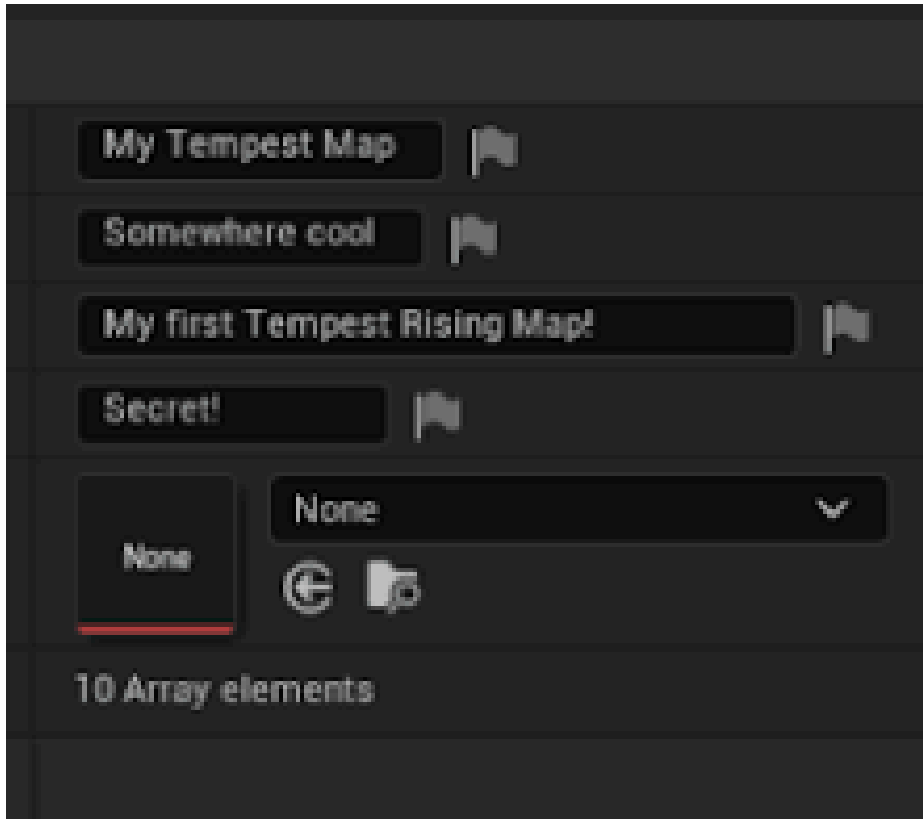 My Tempest Map
Somewhere cool
My first Tempest Rising Map!
Secret!
None
None
10 Array elements